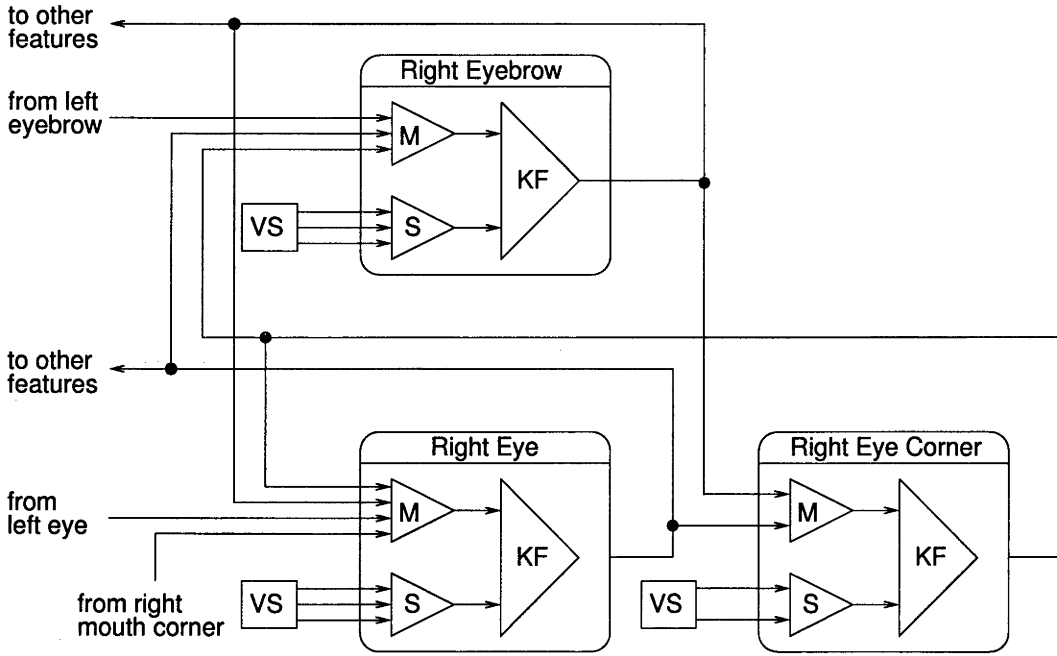 to other
features
Right Eyebrow
from left
eyebrow
M
KF
VS
S
to other
features
Right Eye
Right Eye Corner
from
left eye
M
KF
M
KF
VS
S
VS
S
from right
mouth corner